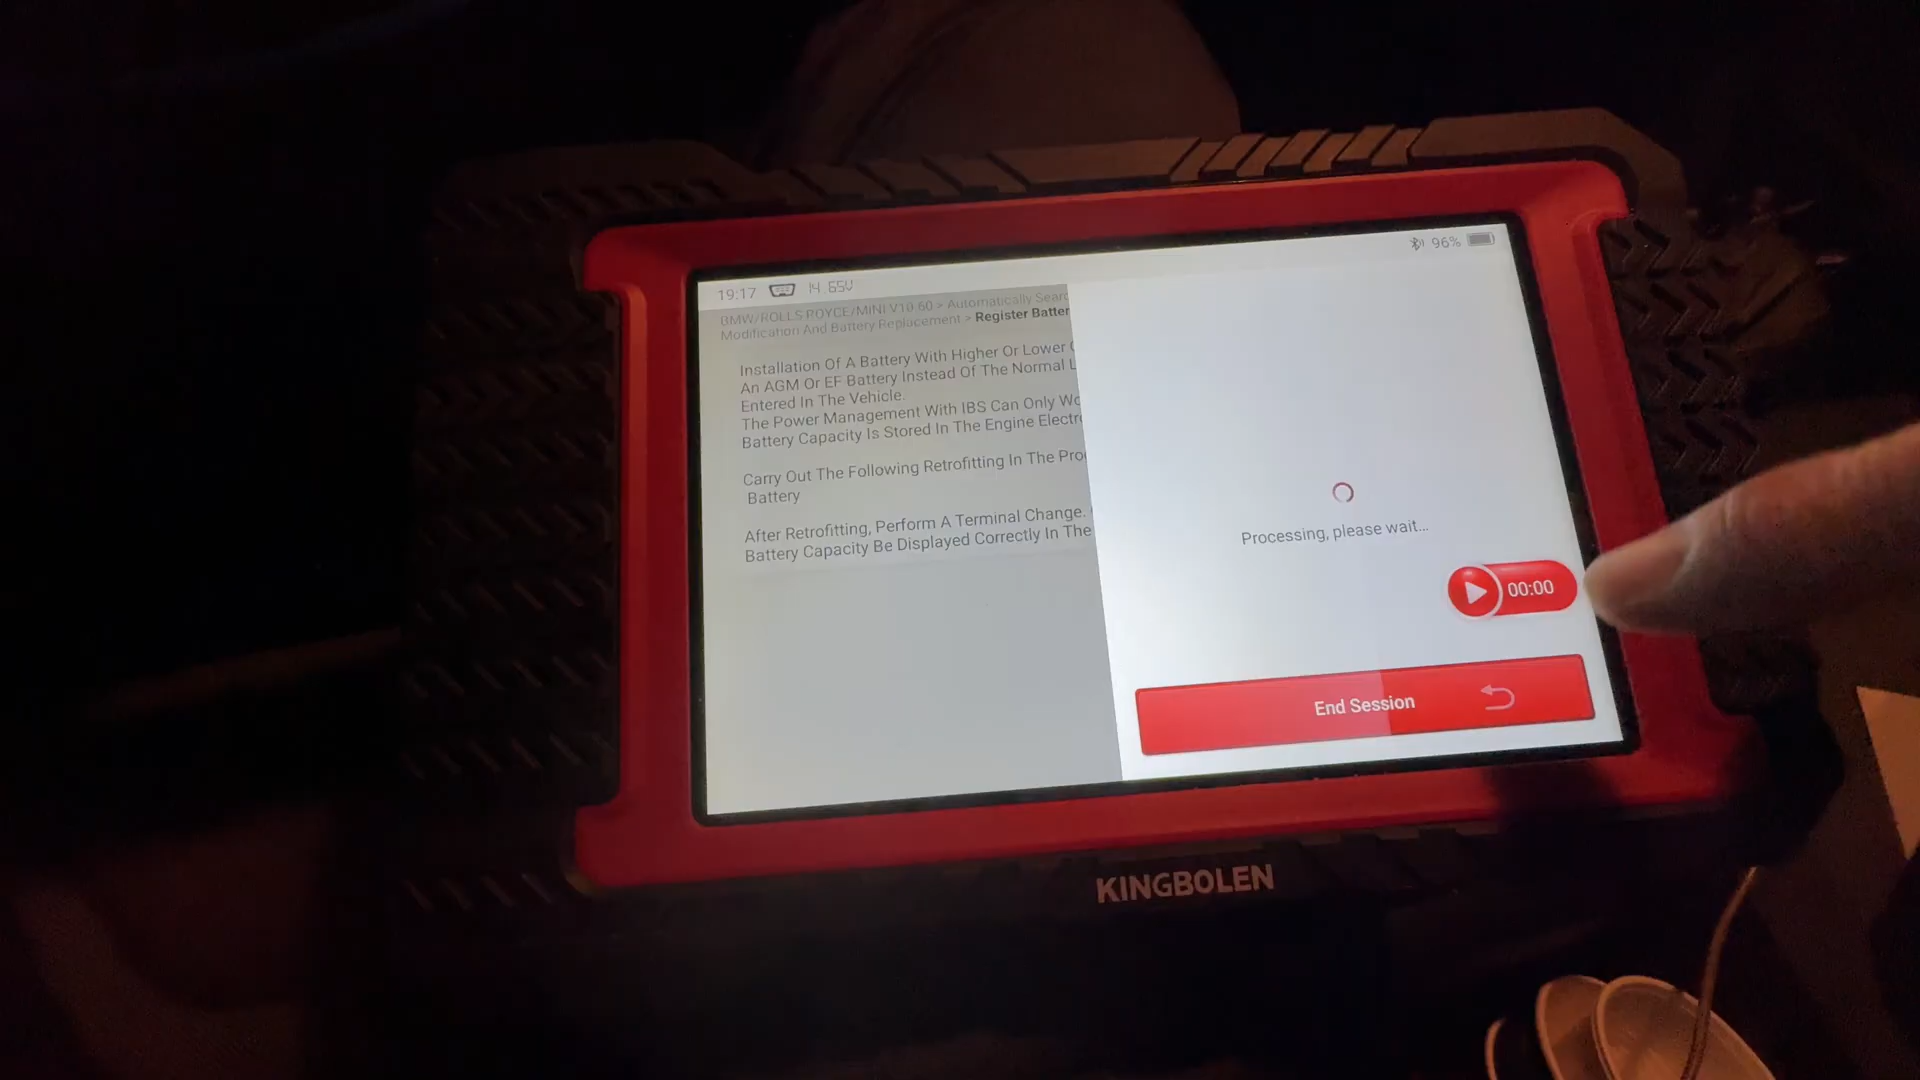 19:17 14.65V 96%
BMW/ROLLS ROYCE/MINI V10.60 > Automatically Searc
Modification And Battery Replacement > Register Batter
Installation Of A Battery With Higher Or Lower
An AGM Or EF Battery Instead Of The Normal L
Entered In The Vehicle.
The Power Management With IBS Can Only Wo
Battery Capacity Is Stored In The Engine Electr
Carry Out The Following Retrofitting In The Pro
Battery
After Retrofitting, Perform A Terminal Change.
Battery Capacity Be Displayed Correctly In The
Processing, please wait...
00:00
End Session
KINGBOLEN